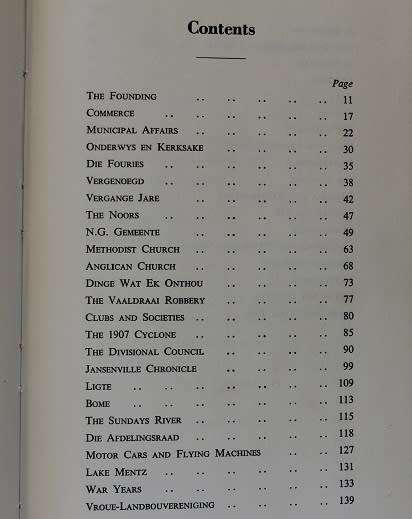 Contents
Page
The Founding .. .. .. .. .. 11
Commerce .. .. .. .. .. 17
Municipal Affairs .. .. .. .. .. 22
Onderwys en Kerksake .. .. .. .. 30
Die Fouries .. .. .. .. .. .. 35
Vergenoegd .. .. .. .. .. .. 38
Vergange Jare .. .. .. .. .. 42
The Noors .. .. .. .. .. .. 47
N.G. Gemeente .. .. .. .. .. 49
Methodist Church .. .. .. .. .. 63
Anglican Church .. .. .. .. .. 68
Dinge Wat Ek Onthou .. .. .. .. 73
The Vaaldraai Robbery .. .. .. .. 77
Clubs and Societies .. .. .. .. .. 80
The 1907 Cyclone .. .. .. .. .. 85
The Divisional Council .. .. .. .. 90
Jansenville Chronicle .. .. .. .. 99
Ligte .. .. .. .. .. .. .. 109
Bome .. .. .. .. .. .. .. 113
The Sundays River .. .. .. .. .. 115
Die Afdelingsraad .. .. .. .. .. 118
Motor Cars and Flying Machines .. .. .. 127
Lake Mentz .. .. .. .. .. .. 131
War Years .. .. .. .. .. .. 133
Vroue-Landbouvereniging .. .. .. .. 139